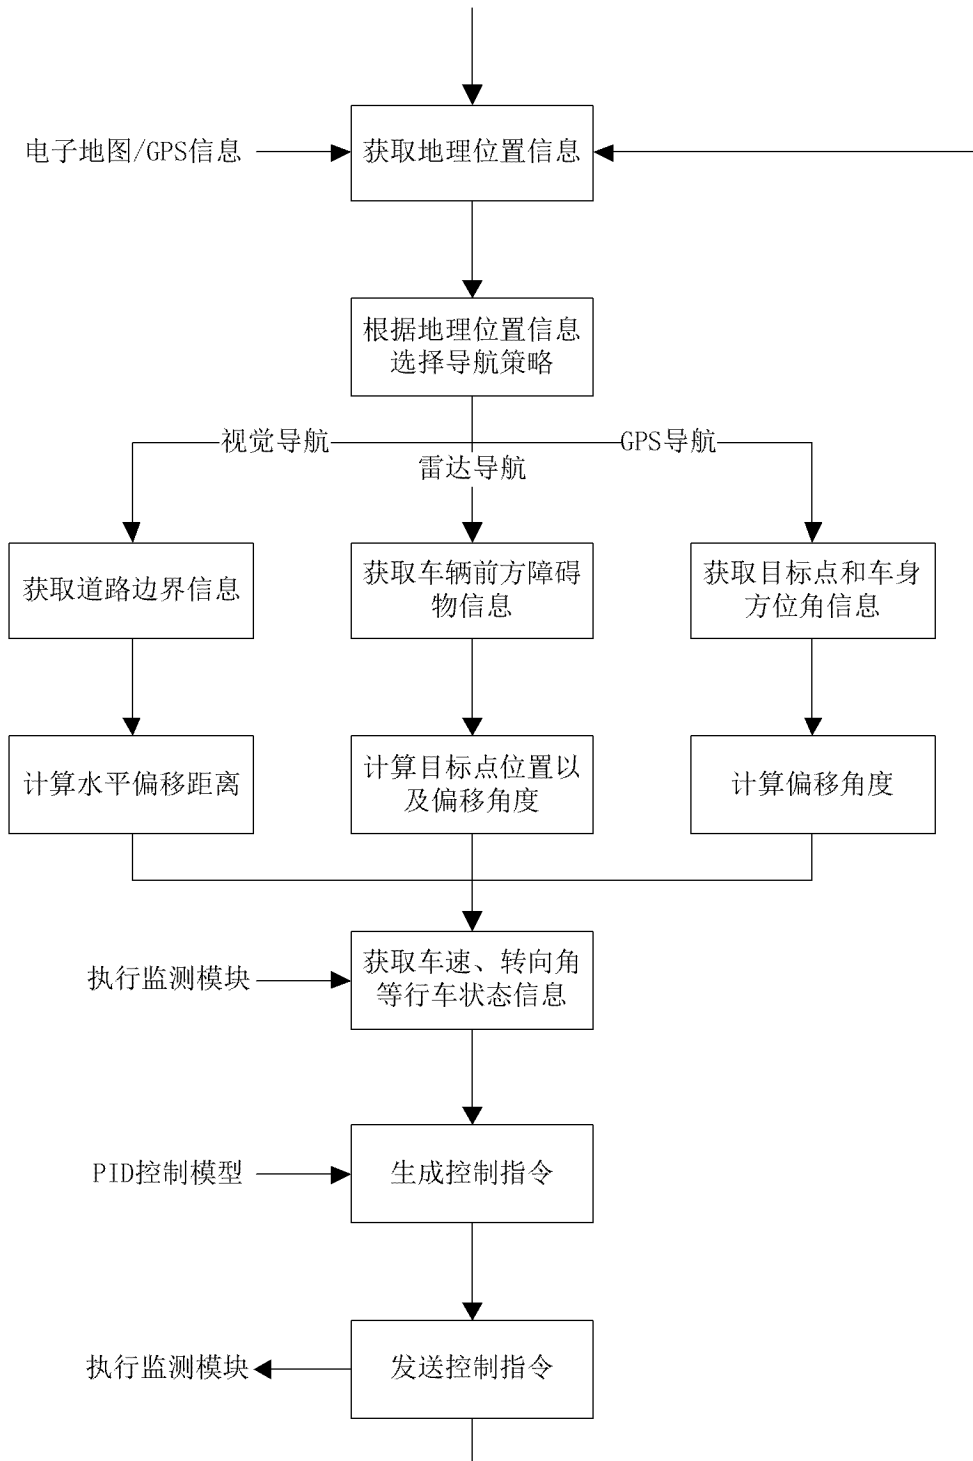 电子地图/GPS信息
获取地理位置信息
根据地理位置信息
选择导航策略
视觉导航
雷达导航
GPS导航
获取道路边界信息
获取车辆前方障碍
物信息
获取目标点和车身
方位角信息
计算水平偏移距离
计算目标点位置以
及偏移角度
计算偏移角度
执行监测模块
获取车速、转向角
等行车状态信息
PID控制模型
生成控制指令
执行监测模块
发送控制指令